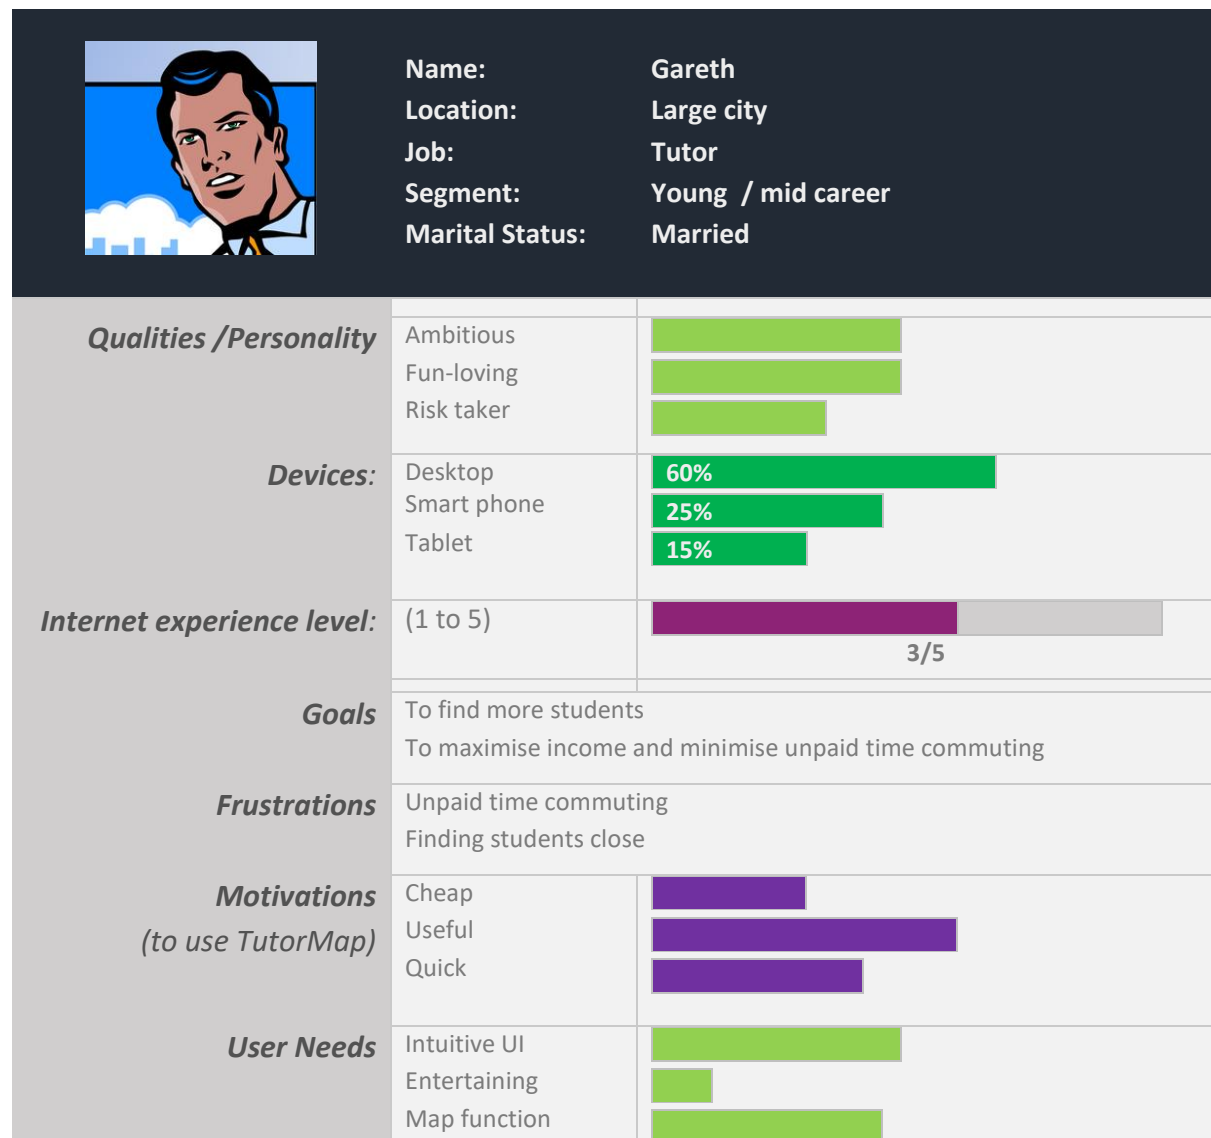 Name: Gareth
Location: Large city
Job: Tutor
Segment: Young / mid career
Marital Status: Married
Qualities /Personality Ambitious
Fun-loving
Risk taker
Devices: Desktop 60%
Smart phone 25%
Tablet 15%
Internet experience level: (1 to 5)
3/5
Goals To find more students
To maximise income and minimise unpaid time commuting
Frustrations Unpaid time commuting
Finding students close
Motivations Cheap
(to use TutorMap) Useful
Quick
User Needs Intuitive UI
Entertaining
Map function